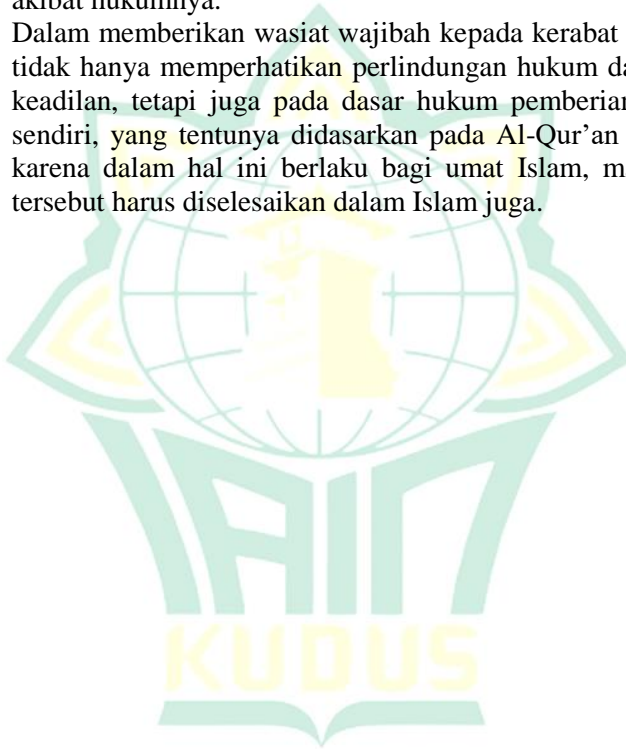 akibat hukumnya.
Dalam memberikan wasiat wajibah kepada kerabat
tidak hanya memperhatikan perlindungan hukum
keadilan, tetapi juga pada dasar hukum pemberian
sendiri, yang tentunya didasarkan pada Al-Qur’an
karena dalam hal ini berlaku bagi umat Islam,
tersebut harus diselesaikan dalam Islam juga.
IAIN
KUDUS